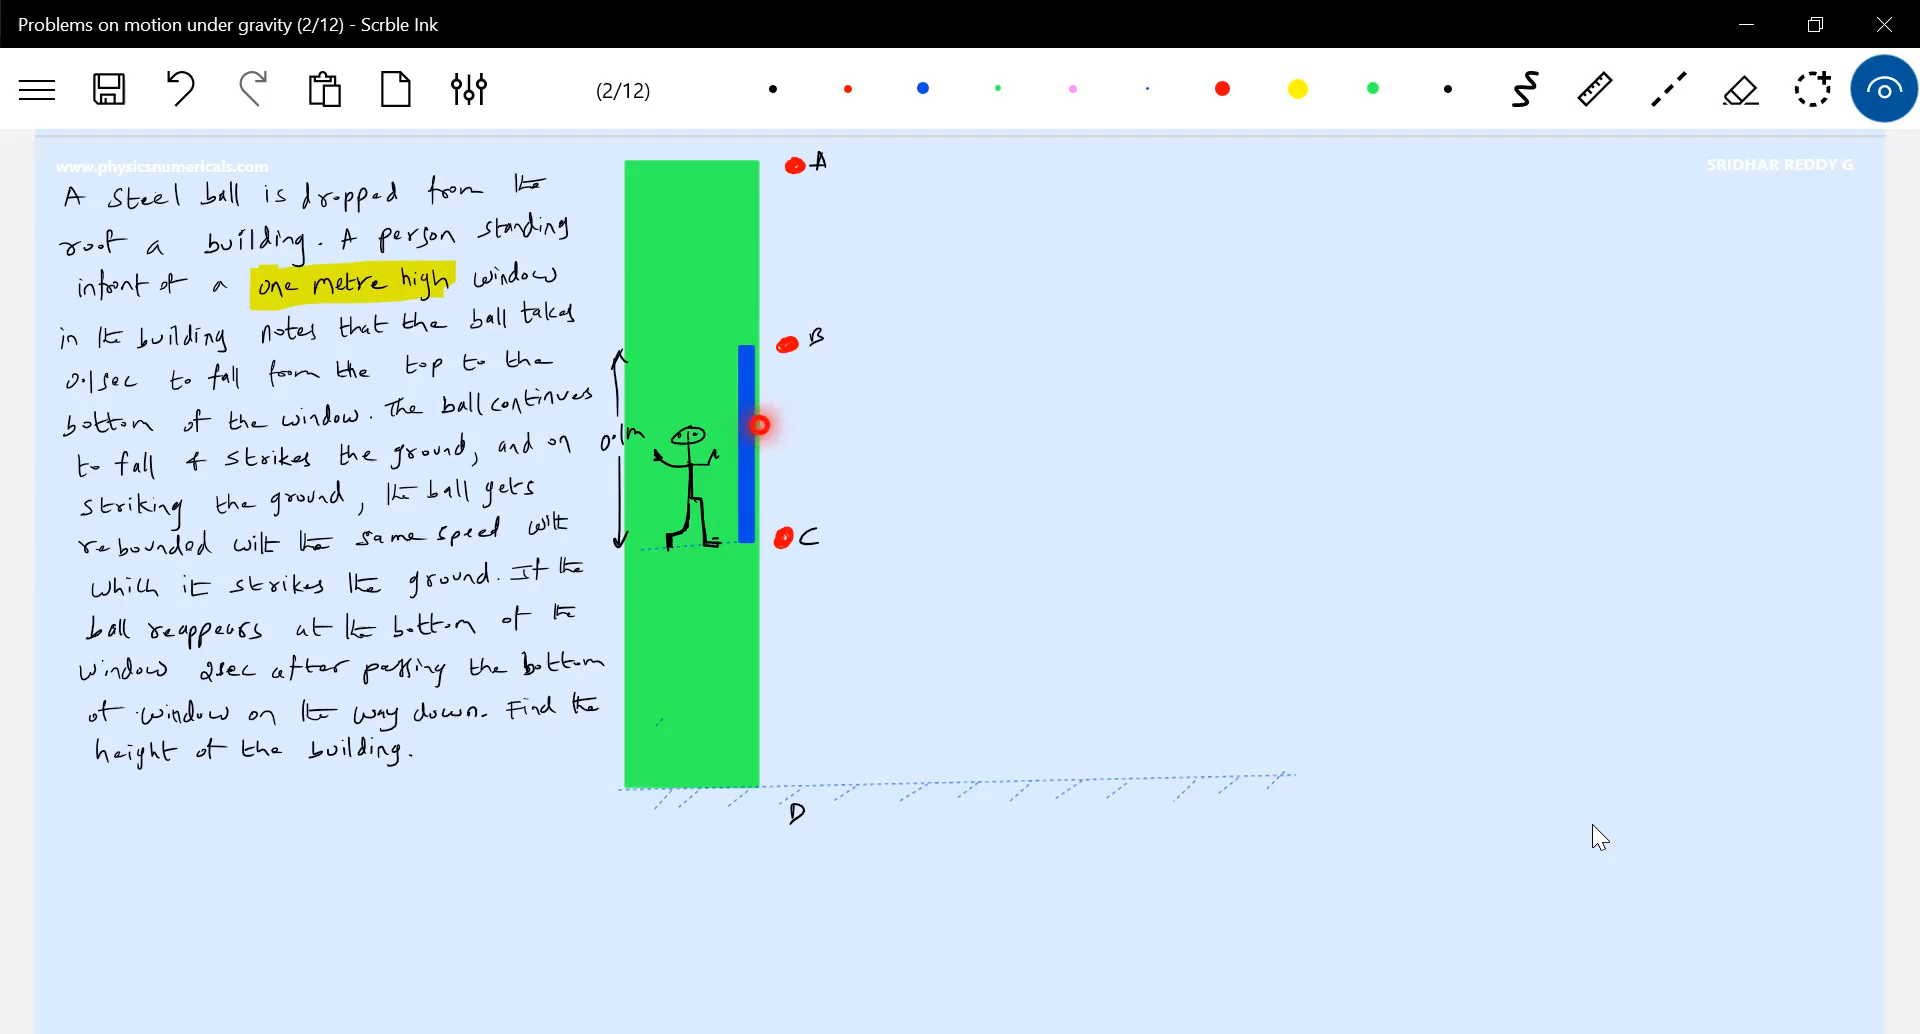 Problems on motion under gravity (2/12) - Scrble Ink
(2/12)
www.physicsnumericals.com
SRIDHAR REDDY G
A steel ball is dropped from the
roof a building. A person standing
infront of a one metre high window
in the building notes that the ball takes
0.1sec to fall from the top to the
bottom of the window. The ball continues
to fall & strikes the ground, and on
striking the ground, the ball gets
rebounded with the same speed with
which it strikes the ground. If the
ball reappears at the bottom of the
window 2sec after passing the bottom
of window on the way down. Find the
height of the building.
A
B
0.1m
C
D